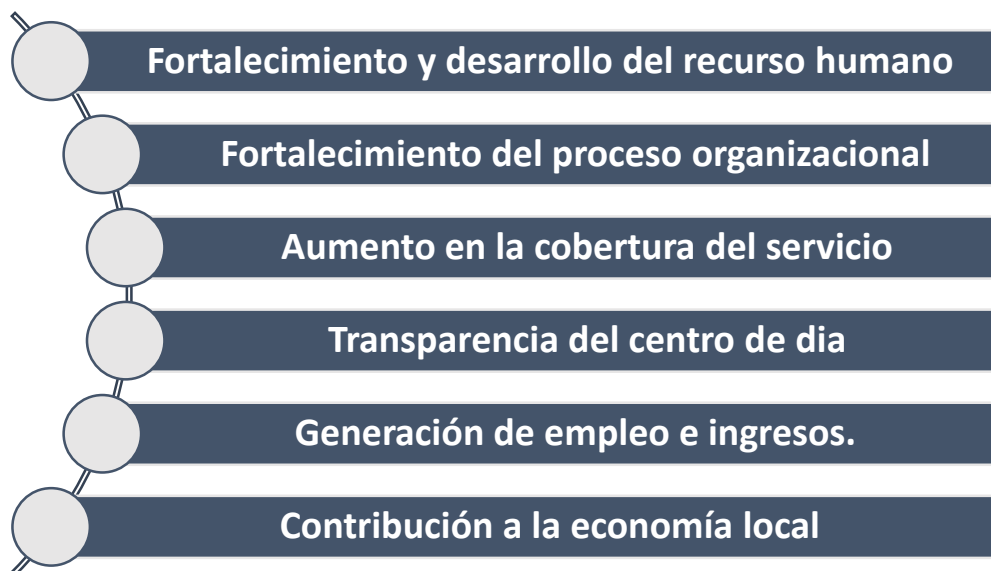 Fortalecimiento y desarrollo del recurso humano
Fortalecimiento del proceso organizacional
Aumento en la cobertura del servicio
Transparencia del centro de dia
Generación de empleo e ingresos.
Contribución a la economía local